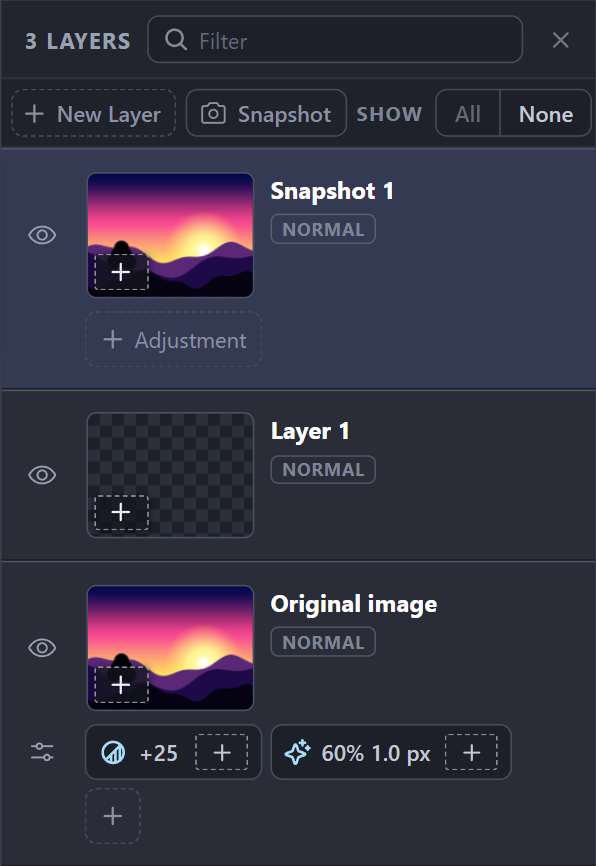 3 LAYERS Filter
New Layer Snapshot SHOW All None
Snapshot 1
NORMAL
Adjustment
Layer 1
NORMAL
Original image
NORMAL
+25 60% 1.0 px